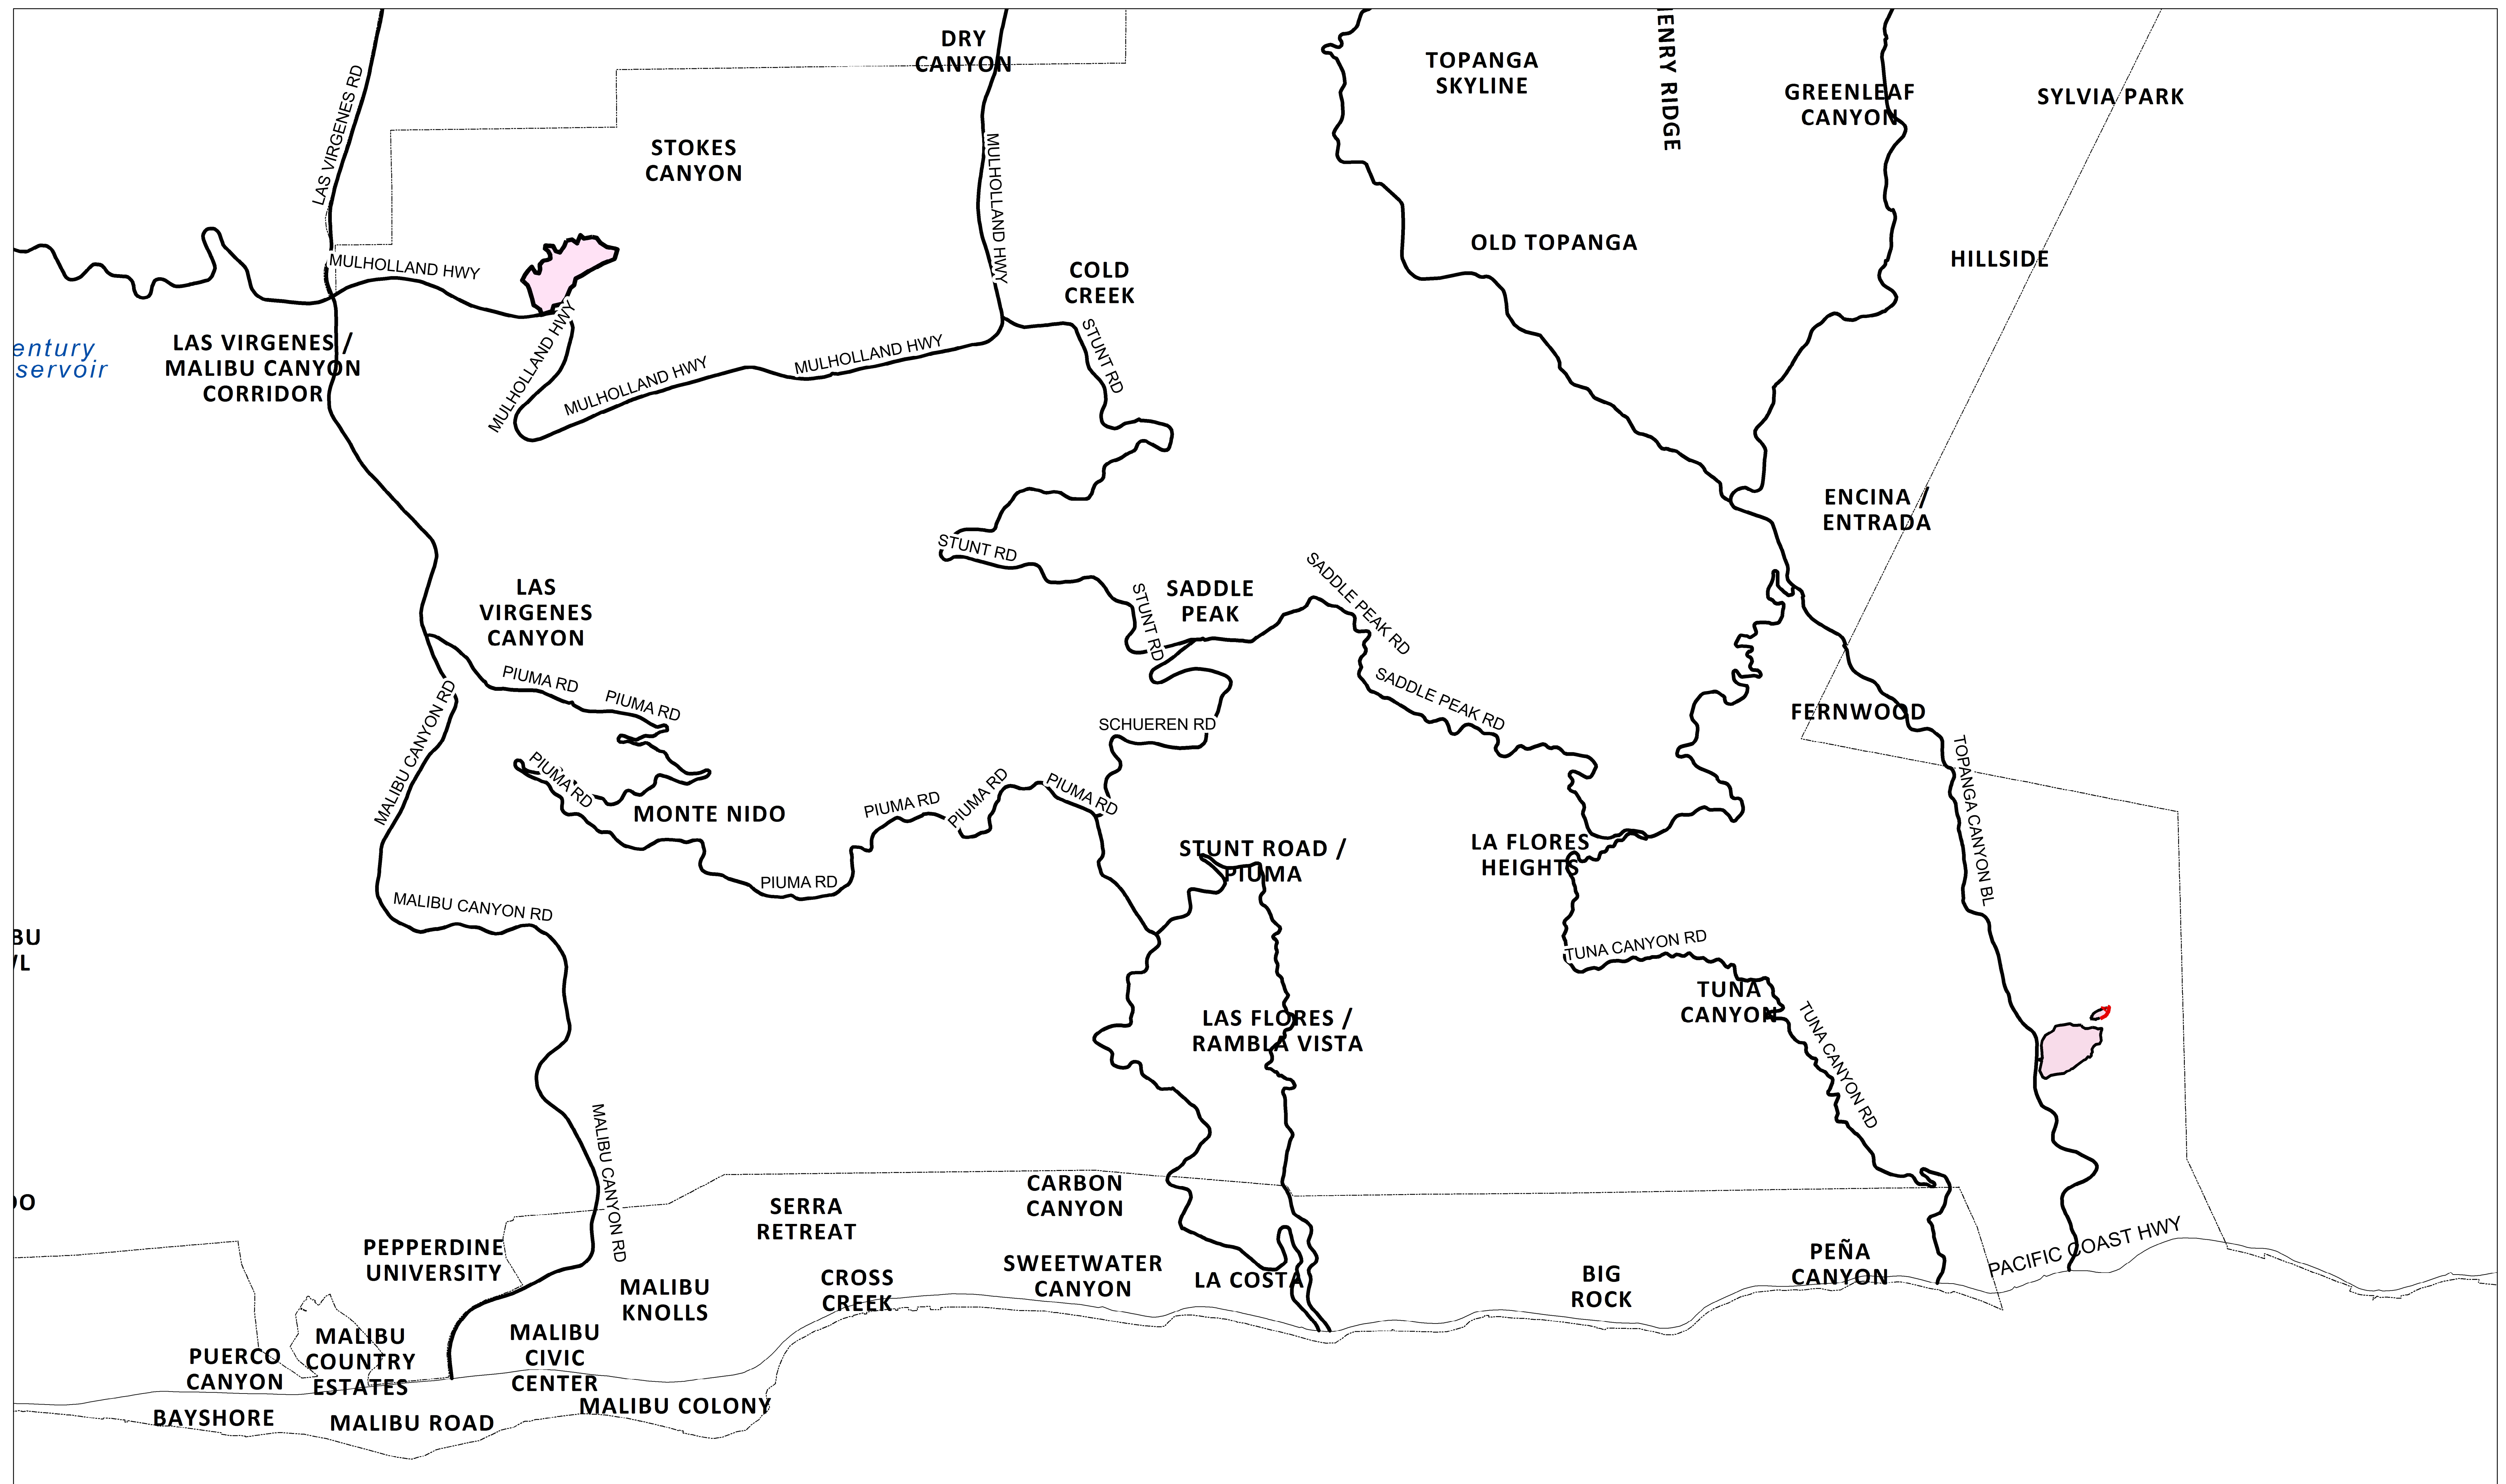 DRY
CANYON
TOPANGA
SKYLINE
HENRY RIDGE
GREENLEAF
CANYON
SYLVIA PARK
LAS VIRGENES RD
STOKES
CANYON
MULHOLLAND HWY
OLD TOPANGA
HILLSIDE
MULHOLLAND HWY
COLD
CREEK
LAS VIRGENES /
MALIBU CANYON
CORRIDOR
entury
servoir
MULHOLLAND HWY
MULHOLLAND HWY
MULHOLLAND HWY
STUNT RD
ENCINA /
ENTRADA
STUNT RD
LAS
VIRGENES
CANYON
STUNT RD
SADDLE
PEAK
SADDLE PEAK RD
SADDLE PEAK RD
PIUMA RD
PIUMA RD
MALIBU CANYON RD
SCHUEREN RD
FERNWOOD
TOPANGA CANYON BL
PIUMA RD
MONTE NIDO
PIUMA RD
PIUMA RD
PIUMA RD
PIUMA RD
STUNT ROAD /
PIUMA
LA FLORES
HEIGHTS
MALIBU CANYON RD
BU
TUNA CANYON RD
TUNA
CANYON
TUNA CANYON RD
LAS FLORES /
RAMBLA VISTA
MALIBU CANYON RD
DO
SERRA
RETREAT
CARBON
CANYON
PEPPERDINE
UNIVERSITY
MALIBU
KNOLLS
CROSS
CREEK
SWEETWATER
CANYON
LA COSTA
BIG
ROCK
PEÑA
CANYON
PACIFIC COAST HWY
PUERCO
CANYON
MALIBU
COUNTRY
ESTATES
MALIBU
CIVIC
CENTER
BAYSHORE
MALIBU ROAD
MALIBU COLONY